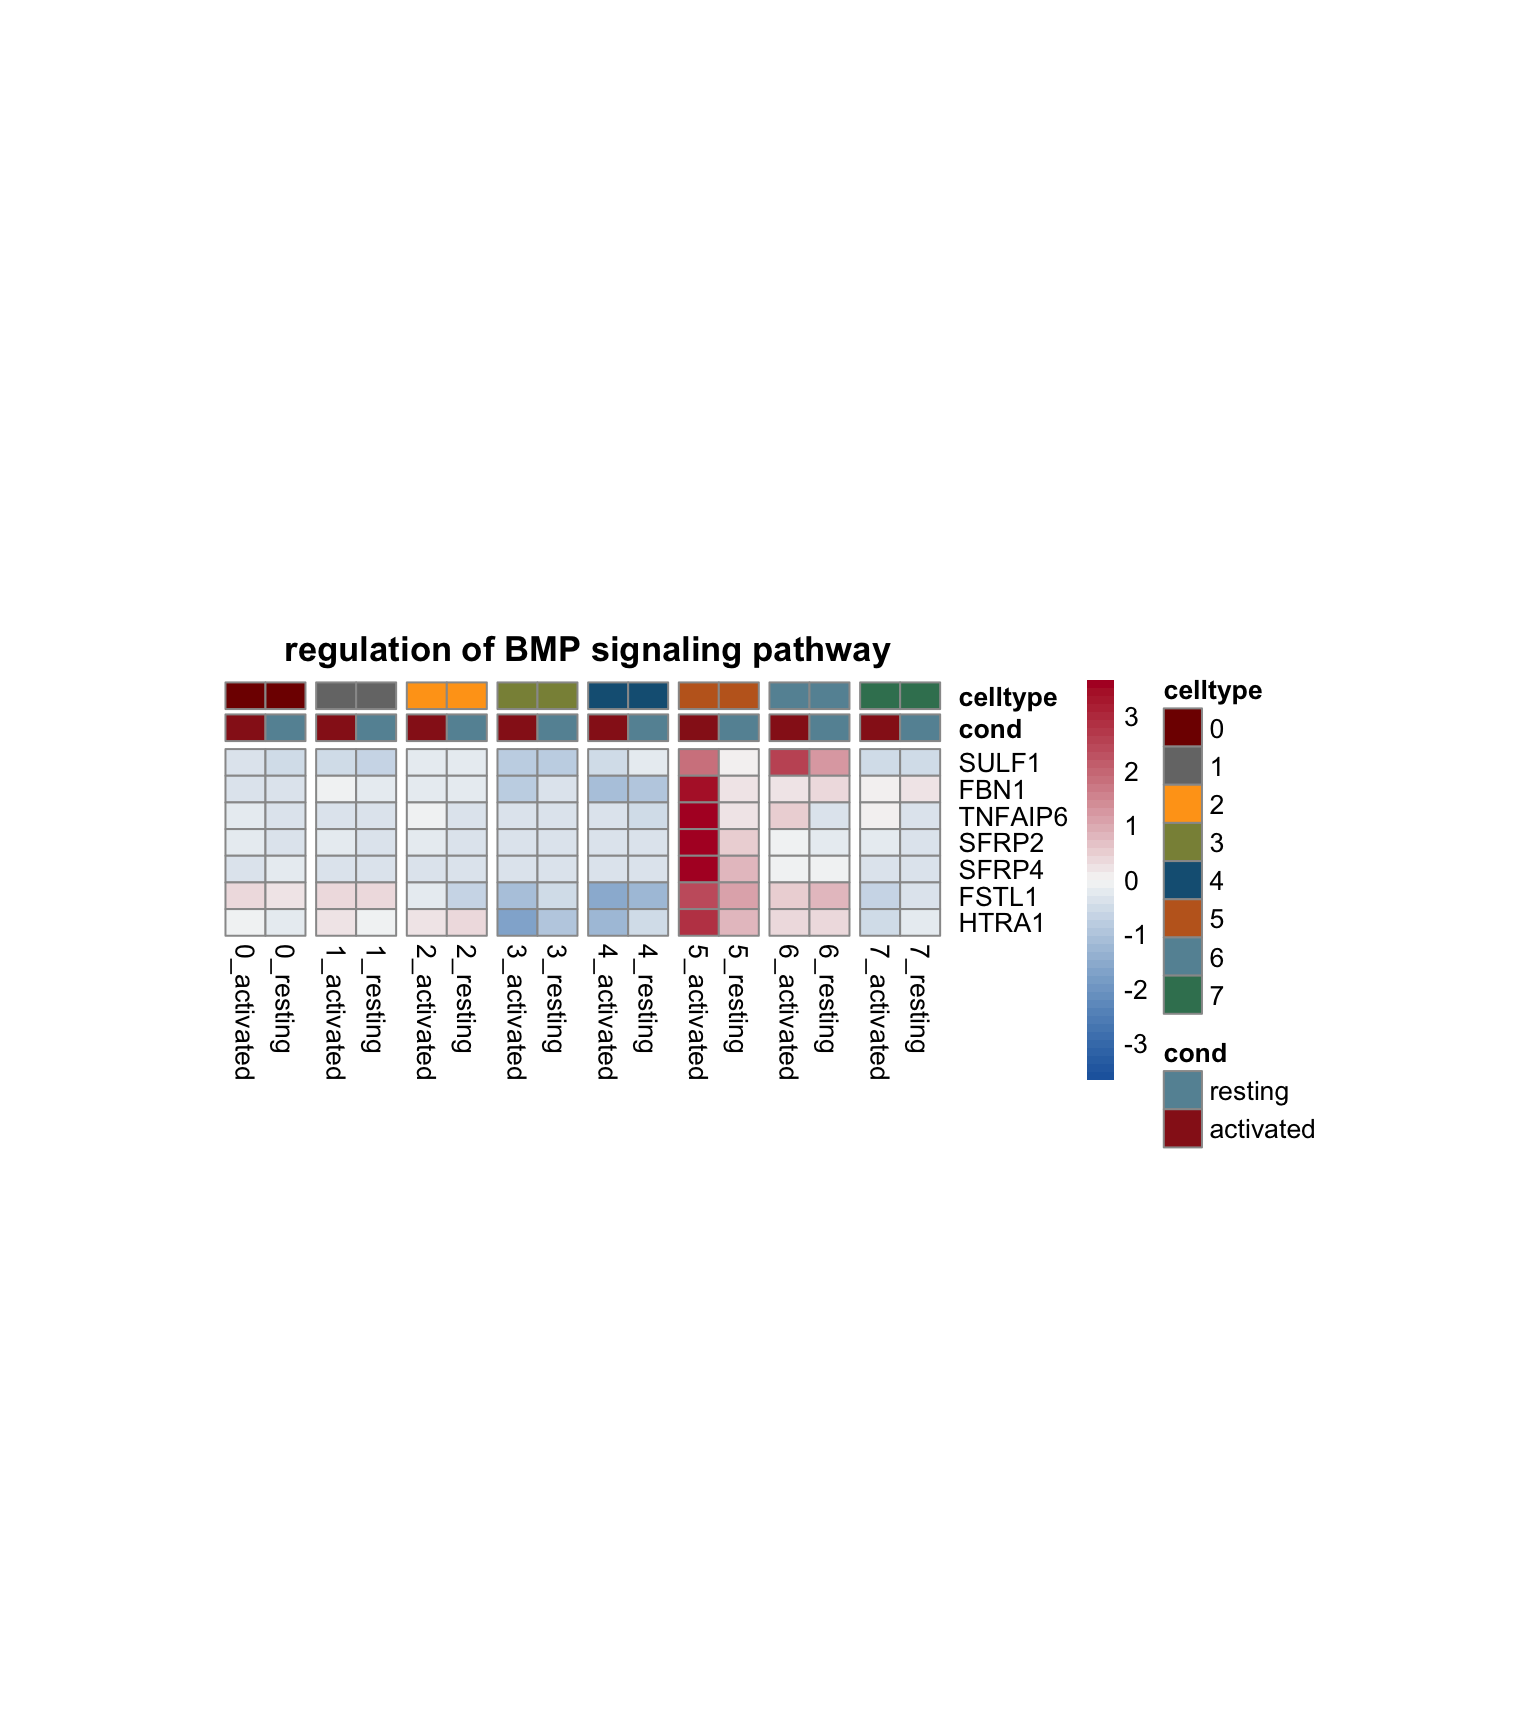 regulation of BMP signaling pathway
celltype
cond
SULF1
FBN1
TNFAIP6
SFRP2
SFRP4
FSTL1
HTRA1
0_activated
0_resting
1_activated
1_resting
2_activated
2_resting
3_activated
3_resting
4_activated
4_resting
5_activated
5_resting
6_activated
6_resting
7_activated
7_resting
3
2
1
0
-1
-2
-3
celltype
0
1
2
3
4
5
6
7
cond
resting
activated